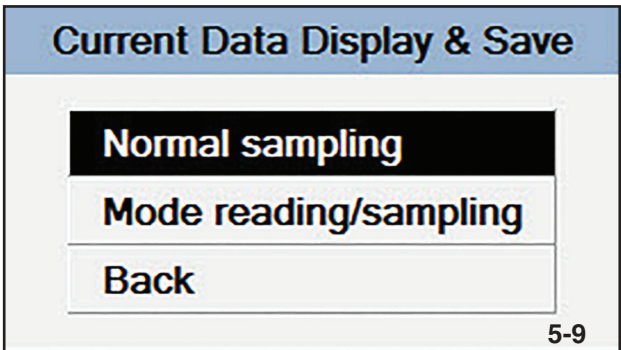 Current Data Display & Save
Normal sampling
Mode reading/sampling
Back
5-9